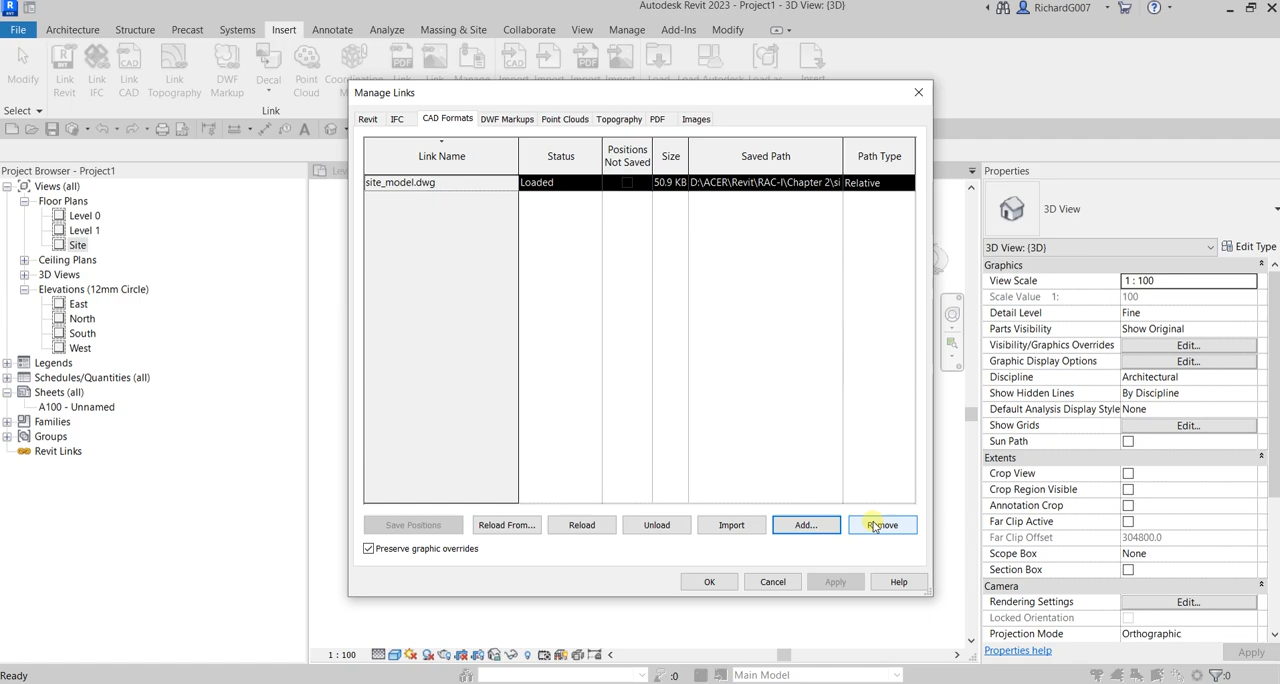 Autodesk Revit 2023 - Project1 - 3D View: {3D}
RichardG007
File Architecture Structure Precast Systems Insert Annotate Analyze Massing & Site Collaborate View Manage Add-Ins Modify
Modify
Link Revit
Link IFC
Link CAD
Link Topography
DWF Markup
Decal
Point Cloud
Select
Link
Manage Links
Revit IFC CAD Formats DWF Markups Point Clouds Topography PDF Images
Link Name Status Positions Not Saved Size Saved Path Path Type
site_model.dwg Loaded 50.9 KB D:\ACER\Revit\RAC-I\Chapter 2\si Relative
Save Positions Reload From... Reload Unload Import Add... Remove
Preserve graphic overrides
OK Cancel Apply Help
Project Browser - Project1
Views (all)
Floor Plans
Level 0
Level 1
Site
Ceiling Plans
3D Views
Elevations (12mm Circle)
East
North
South
West
Legends
Schedules/Quantities (all)
Sheets (all)
A100 - Unnamed
Families
Groups
Revit Links
Properties
3D View
3D View: {3D} Edit Type
Graphics
View Scale 1 : 100
Scale Value 1: 100
Detail Level Fine
Parts Visibility Show Original
Visibility/Graphics Overrides Edit...
Graphic Display Options Edit...
Discipline Architectural
Show Hidden Lines By Discipline
Default Analysis Display Style None
Show Grids Edit...
Sun Path
Extents
Crop View
Crop Region Visible
Annotation Crop
Far Clip Active
Far Clip Offset 304800.0
Scope Box None
Section Box
Camera
Rendering Settings Edit...
Locked Orientation
Projection Mode Orthographic
Properties help Apply
1 : 100
Ready :0 Main Model :0